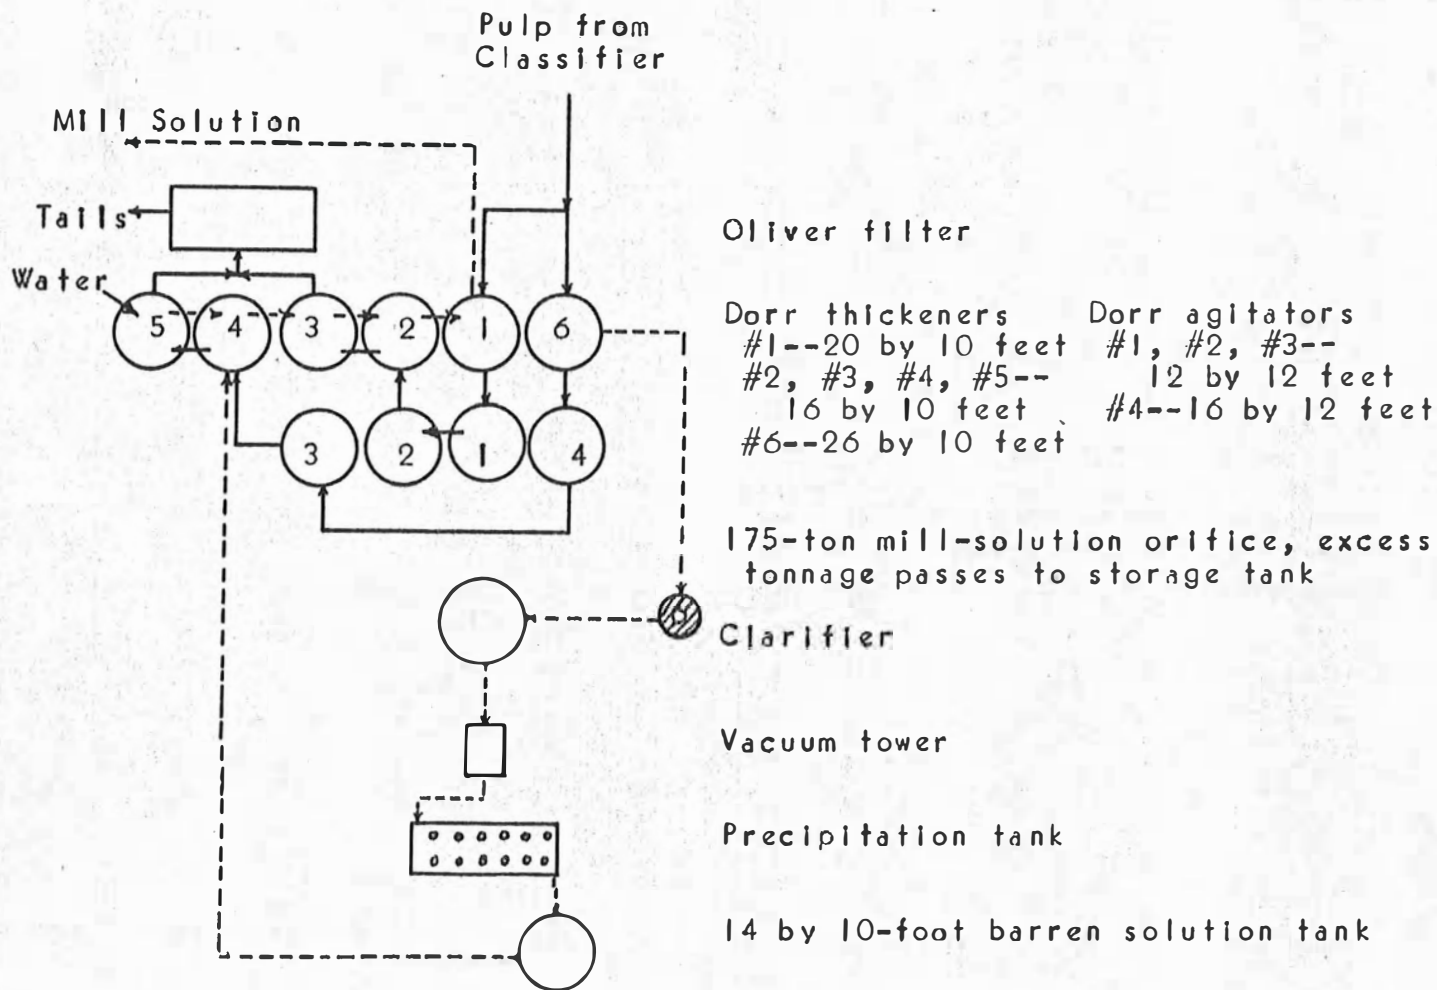 Pulp from
Classifier
Mill Solution
Tails
Water
5 4 3 2 1 6
3 2 1 4
Oliver filter
Dorr thickeners
#1--20 by 10 feet
#2, #3, #4, #5--
16 by 10 feet
#6--26 by 10 feet
Dorr agitators
#1, #2, #3--
12 by 12 feet
#4--16 by 12 feet
175-ton mill-solution orifice, excess
tonnage passes to storage tank
Clarifier
Vacuum tower
Precipitation tank
14 by 10-foot barren solution tank